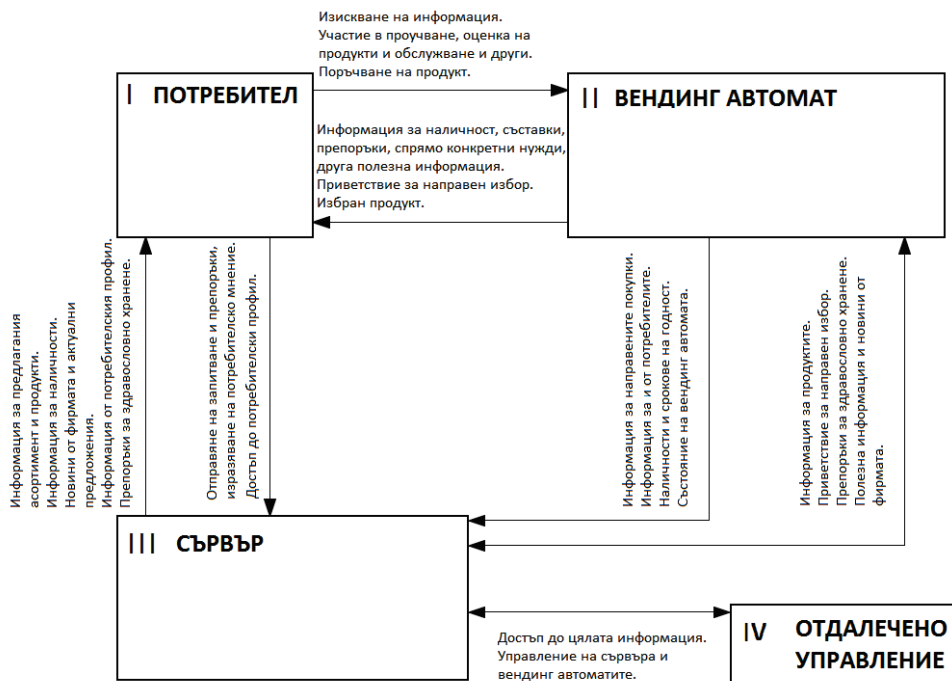 Изискване на информация.
Участие в проучване, оценка на
продукти и обслужване и други.
Поръчване на продукт.
I ПОТРЕБИТЕЛ
II ВЕНДИНГ АВТОМАТ
Информация за наличност, съставки,
препоръки, спрямо конкретни нужди,
друга полезна информация.
Приветствие за направен избор.
Избран продукт.
Информация за предлагания
асортимент и продукти.
Информация за наличности.
Новини от фирмата и актуални
предложения.
Информация от потребителския профил.
Препоръки за здравословно хранене.
Отправяне на запитване и препоръки,
изразяване на потребителско мнение.
Достъп до потребителски профил.
Информация за направените покупки.
Информация за и от потребителите.
Наличности и срокове на годност.
Състояние на вендинг автомата.
Информация за продуктите.
Приветствие за направен избор.
Препоръки за здравословно хранене.
Полезна информация и новини от
фирмата.
III СЪРВЪР
Достъп до цялата информация.
Управление на сървъра и
вендинг автоматите.
IV ОТДАЛЕЧЕНО
УПРАВЛЕНИЕ